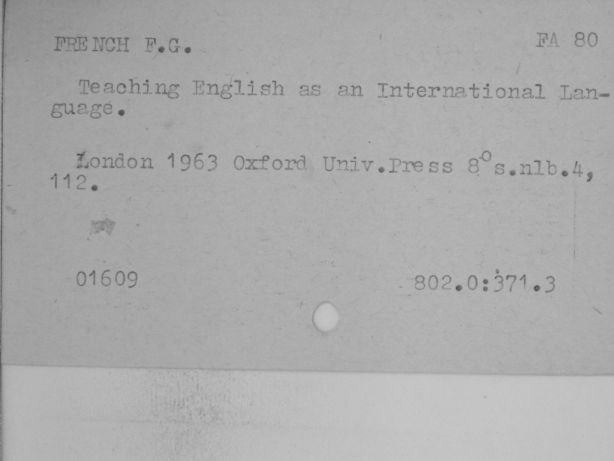 FRENCH F.G. FA 80
Teaching English as an International Lan-
guage.
London 1963 Oxford Univ.Press 8° s.nlb.4,
112.
01609 802.0:371.3